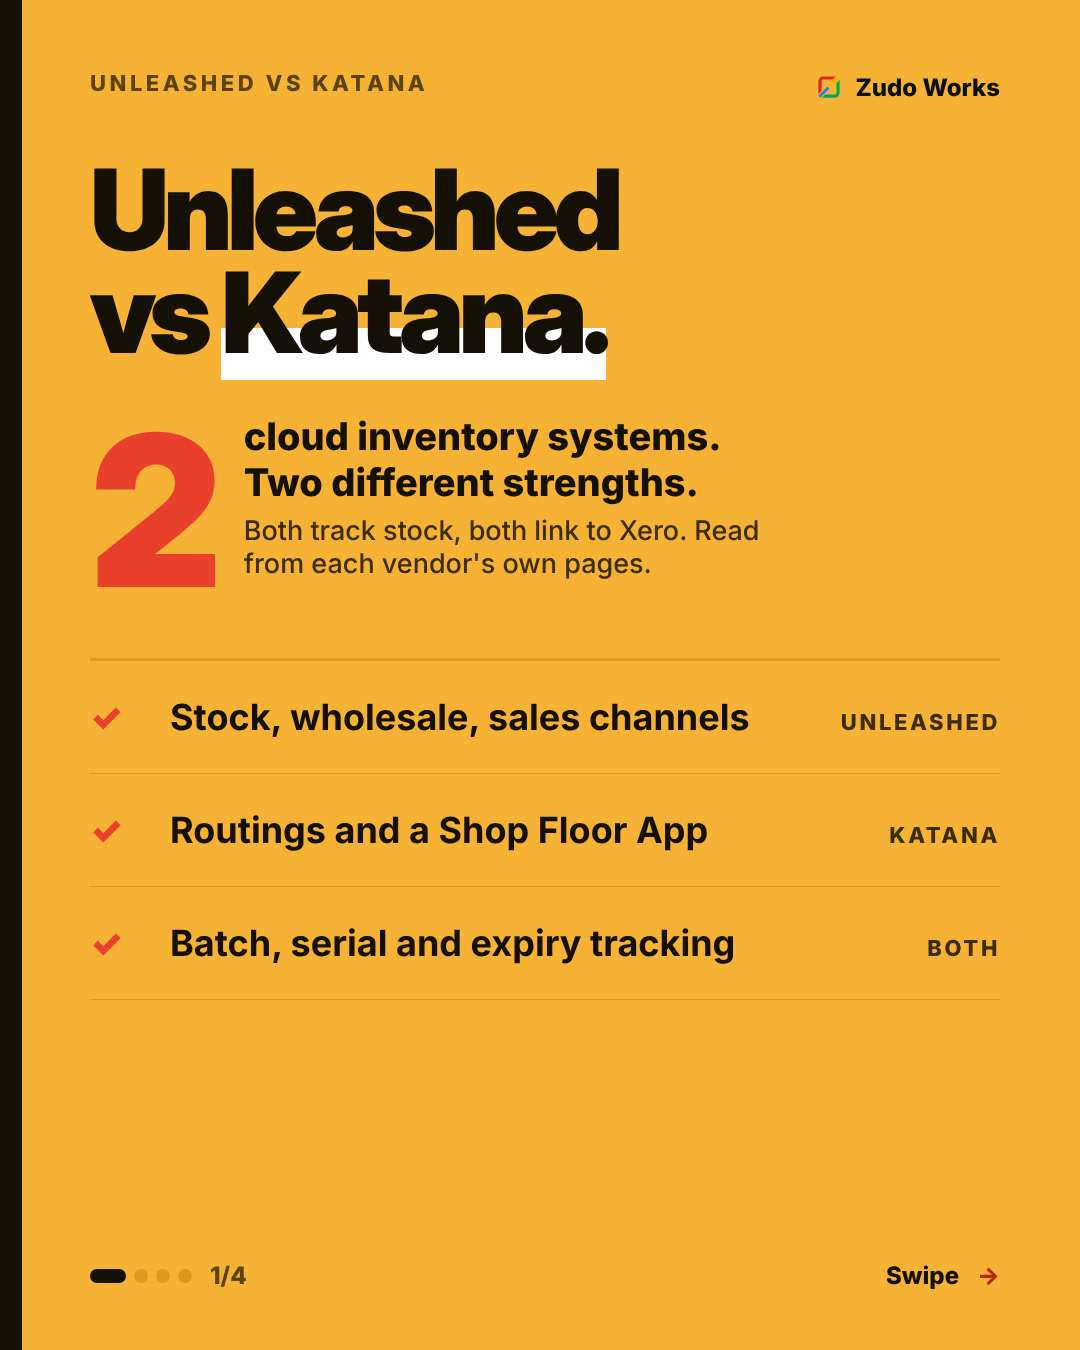 UNLEASHED VS KATANA
Zudo Works
Unleashed
vs Katana.
2
cloud inventory systems.
Two different strengths.
Both track stock, both link to Xero. Read
from each vendor's own pages.
Stock, wholesale, sales channels
UNLEASHED
Routings and a Shop Floor App
KATANA
Batch, serial and expiry tracking
BOTH
1/4
Swipe →